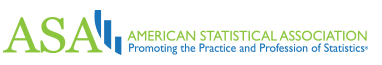 ASA AMERICAN STATISTICAL ASSOCIATION
Promoting the Practice and Profession of Statistics®